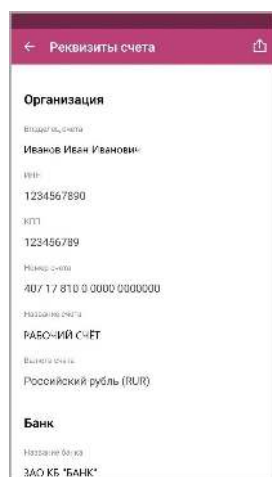 Реквизиты счета
Организация
Владелец счета
Иванов Иван Иванович
ИНН
1234567890
КПП
123456789
Номер счета
407 17 810 0 0000 0000000
Название счета
РАБОЧИЙ СЧЁТ
Валюта счета
Российский рубль (RUR)
Банк
Название банка
ЗАО КБ "БАНК"